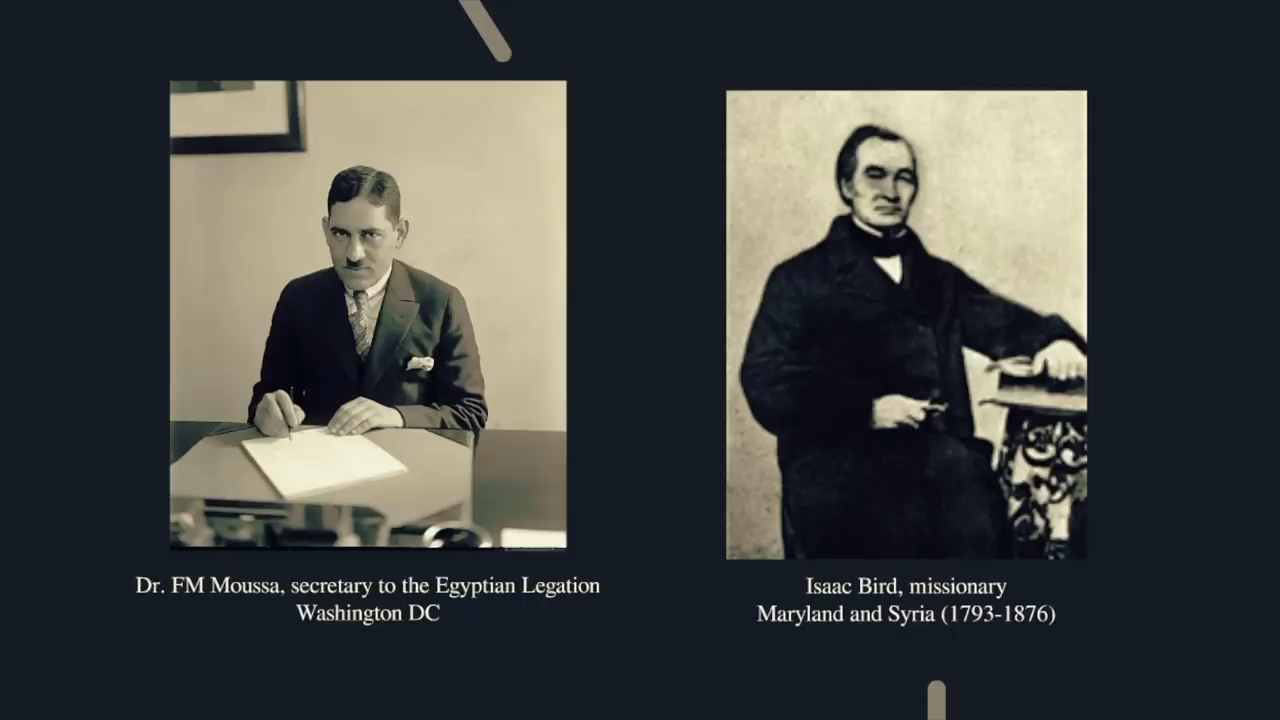 Dr. FM Moussa, secretary to the Egyptian Legation
Washington DC
Isaac Bird, missionary
Maryland and Syria (1793-1876)